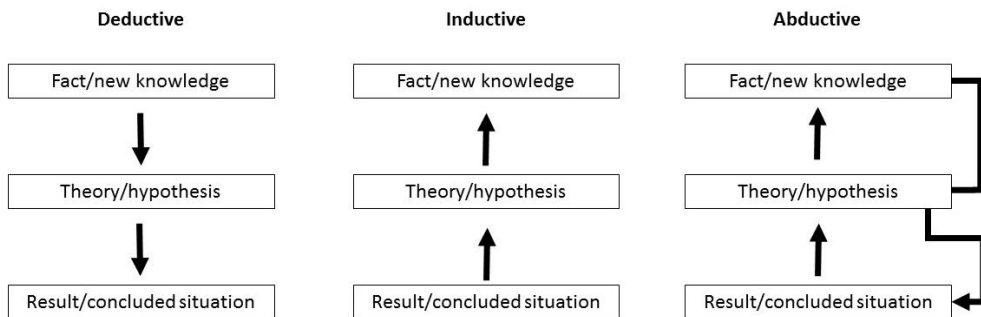 Deductive Inductive Abductive
Fact/new knowledge Fact/new knowledge Fact/new knowledge
Theory/hypothesis Theory/hypothesis Theory/hypothesis
Result/concluded situation Result/concluded situation Result/concluded situation